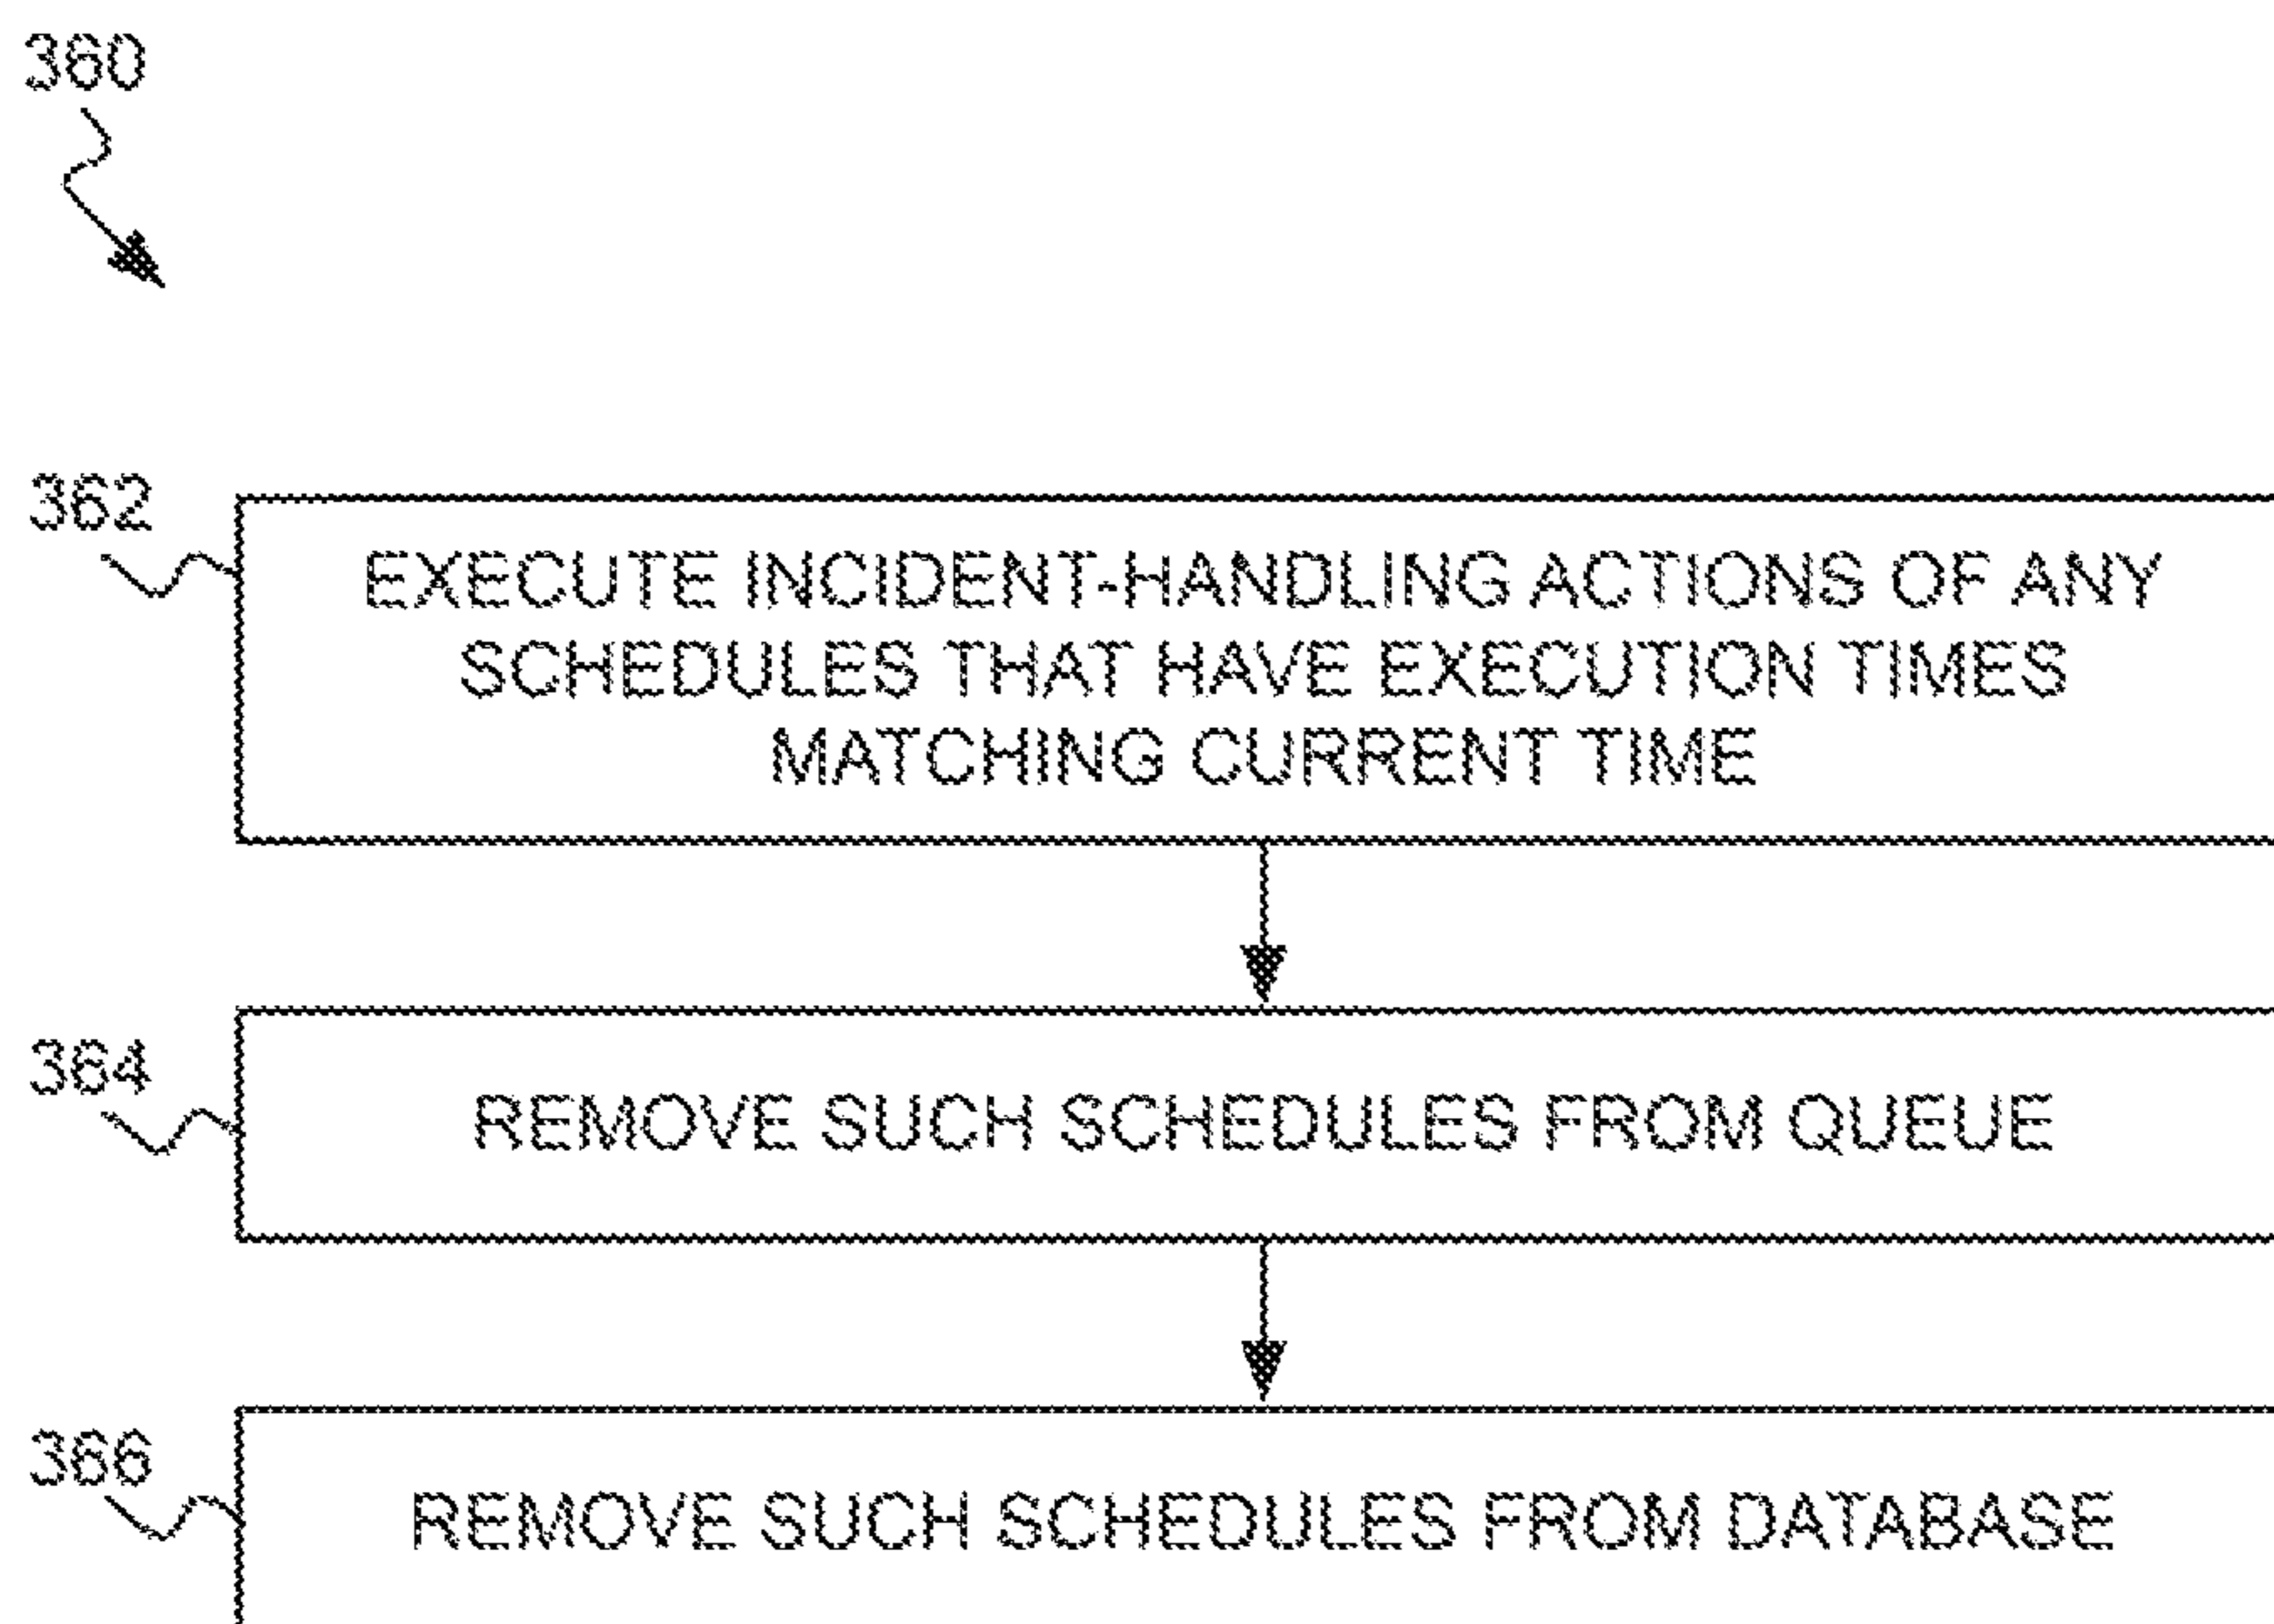 360
362
EXECUTE INCIDENT-HANDLING ACTIONS OF ANY
SCHEDULES THAT HAVE EXECUTION TIMES
MATCHING CURRENT TIME
364
REMOVE SUCH SCHEDULES FROM QUEUE
366
REMOVE SUCH SCHEDULES FROM DATABASE